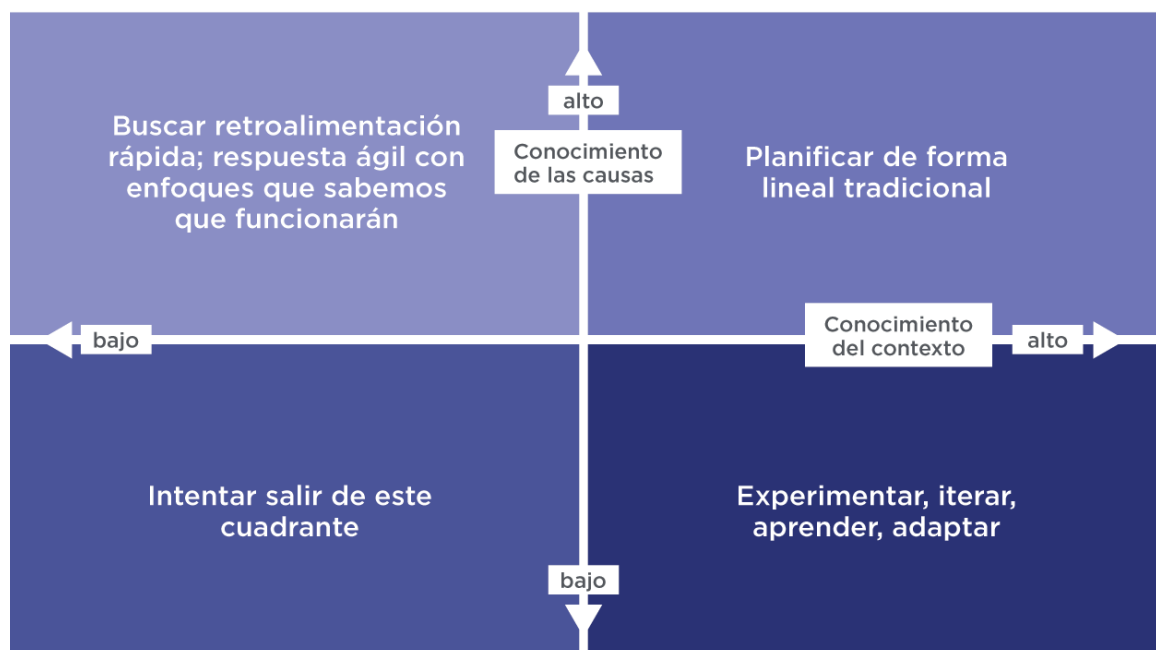 alto
Conocimiento
de las causas
Buscar retroalimentación
rápida; respuesta ágil con
enfoques que sabemos
que funcionarán
Planificar de forma
lineal tradicional
bajo
Conocimiento
del contexto
alto
Intentar salir de este
cuadrante
Experimentar, iterar,
aprender, adaptar
bajo